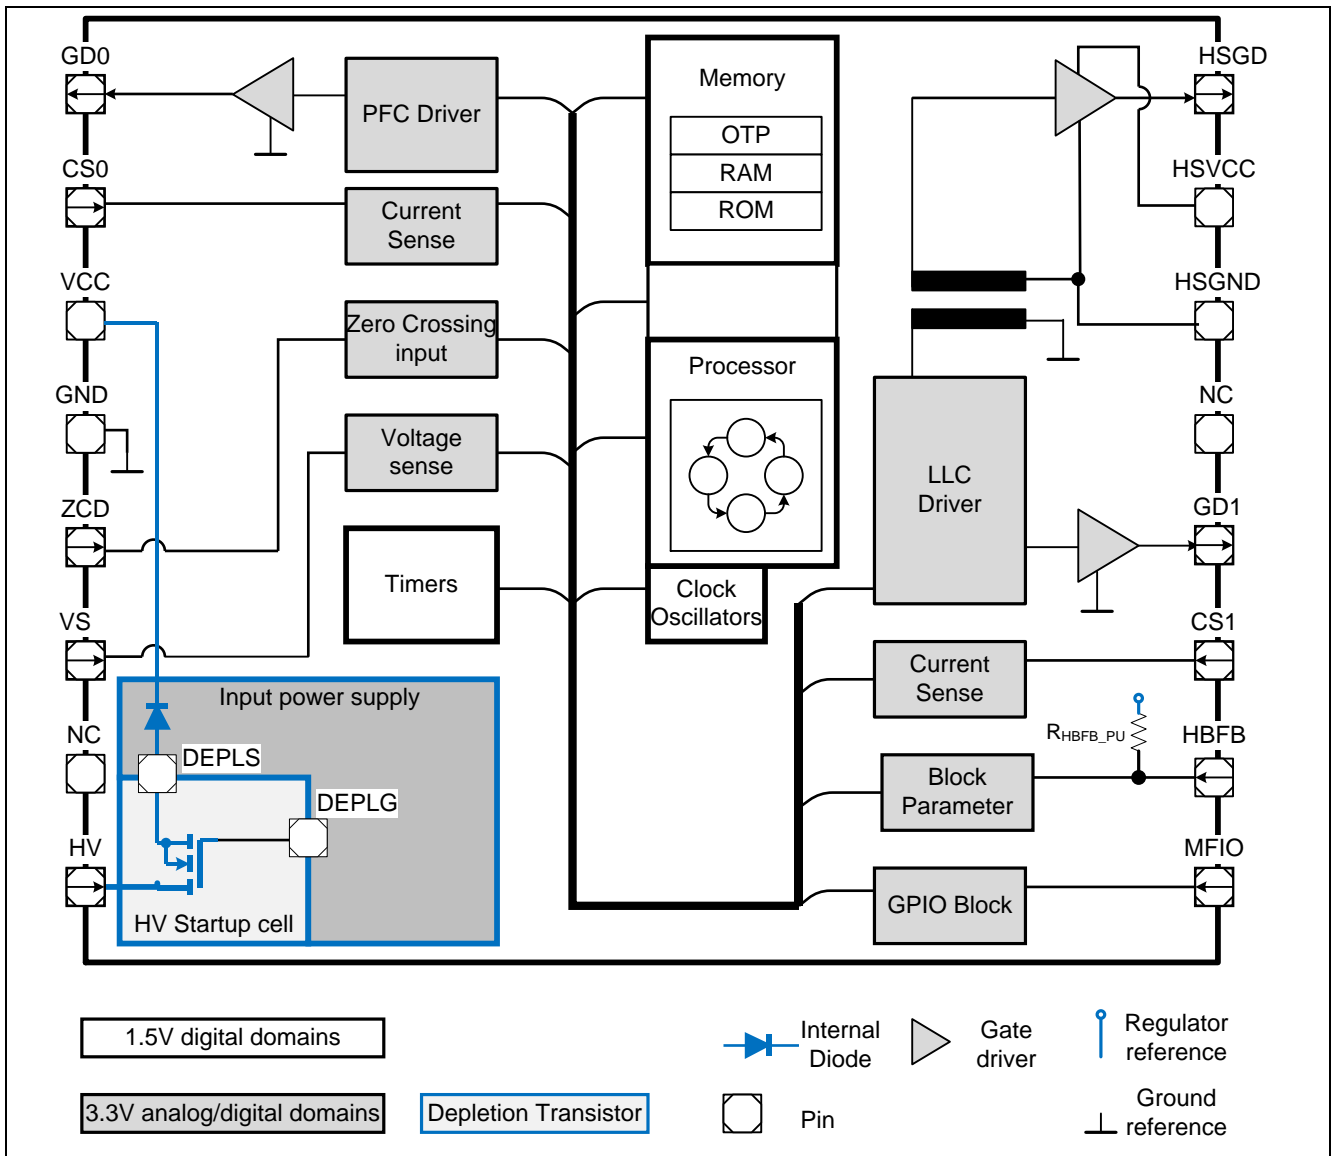 GD0
CS0
VCC
GND
ZCD
VS
NC
HV
PFC Driver
Current
Sense
Zero Crossing
input
Voltage
sense
Timers
Input power supply
DEPLS
DEPLG
HV Startup cell
Memory
OTP
RAM
ROM
Processor
Clock
Oscillators
LLC
Driver
Current
Sense
RHBFB_PU
Block
Parameter
GPIO Block
HSGD
HSVCC
HSGND
NC
GD1
CS1
HBFB
MFIO
1.5V digital domains
3.3V analog/digital domains
Depletion Transistor
Internal
Diode
Pin
Gate
driver
Regulator
reference
Ground
reference